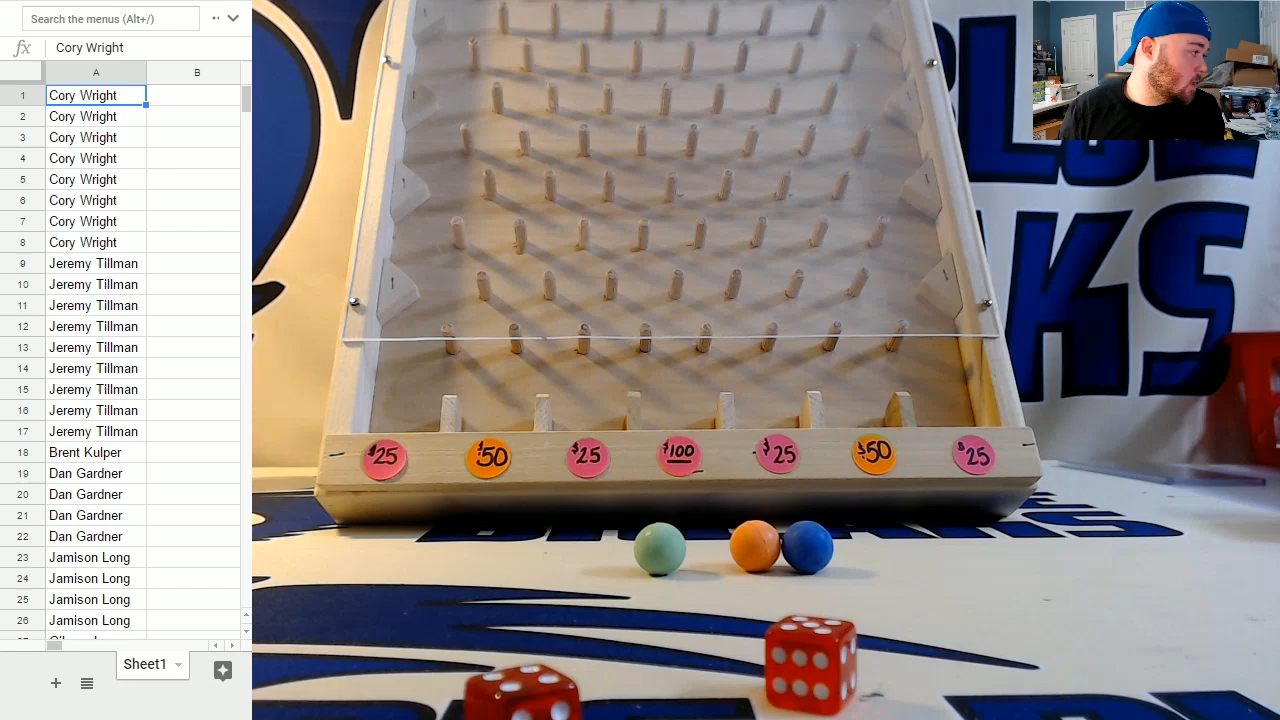 Search the menus (Alt+/)
fx Cory Wright
A B
1 Cory Wright
2 Cory Wright
3 Cory Wright
4 Cory Wright
5 Cory Wright
6 Cory Wright
7 Cory Wright
8 Cory Wright
9 Jeremy Tillman
10 Jeremy Tillman
11 Jeremy Tillman
12 Jeremy Tillman
13 Jeremy Tillman
14 Jeremy Tillman
15 Jeremy Tillman
16 Jeremy Tillman
17 Jeremy Tillman
18 Brent Kulper
19 Dan Gardner
20 Dan Gardner
21 Dan Gardner
22 Dan Gardner
23 Jamison Long
24 Jamison Long
25 Jamison Long
26 Jamison Long
Sheet1
$25 $50 $25 $100 $25 $50 $25